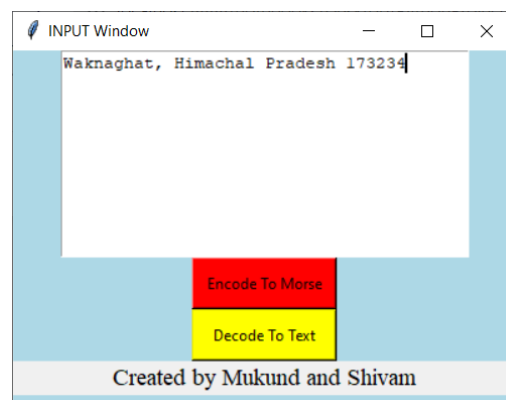 INPUT Window
Waknaghat, Himachal Pradesh 173234
Encode To Morse
Decode To Text
Created by Mukund and Shivam